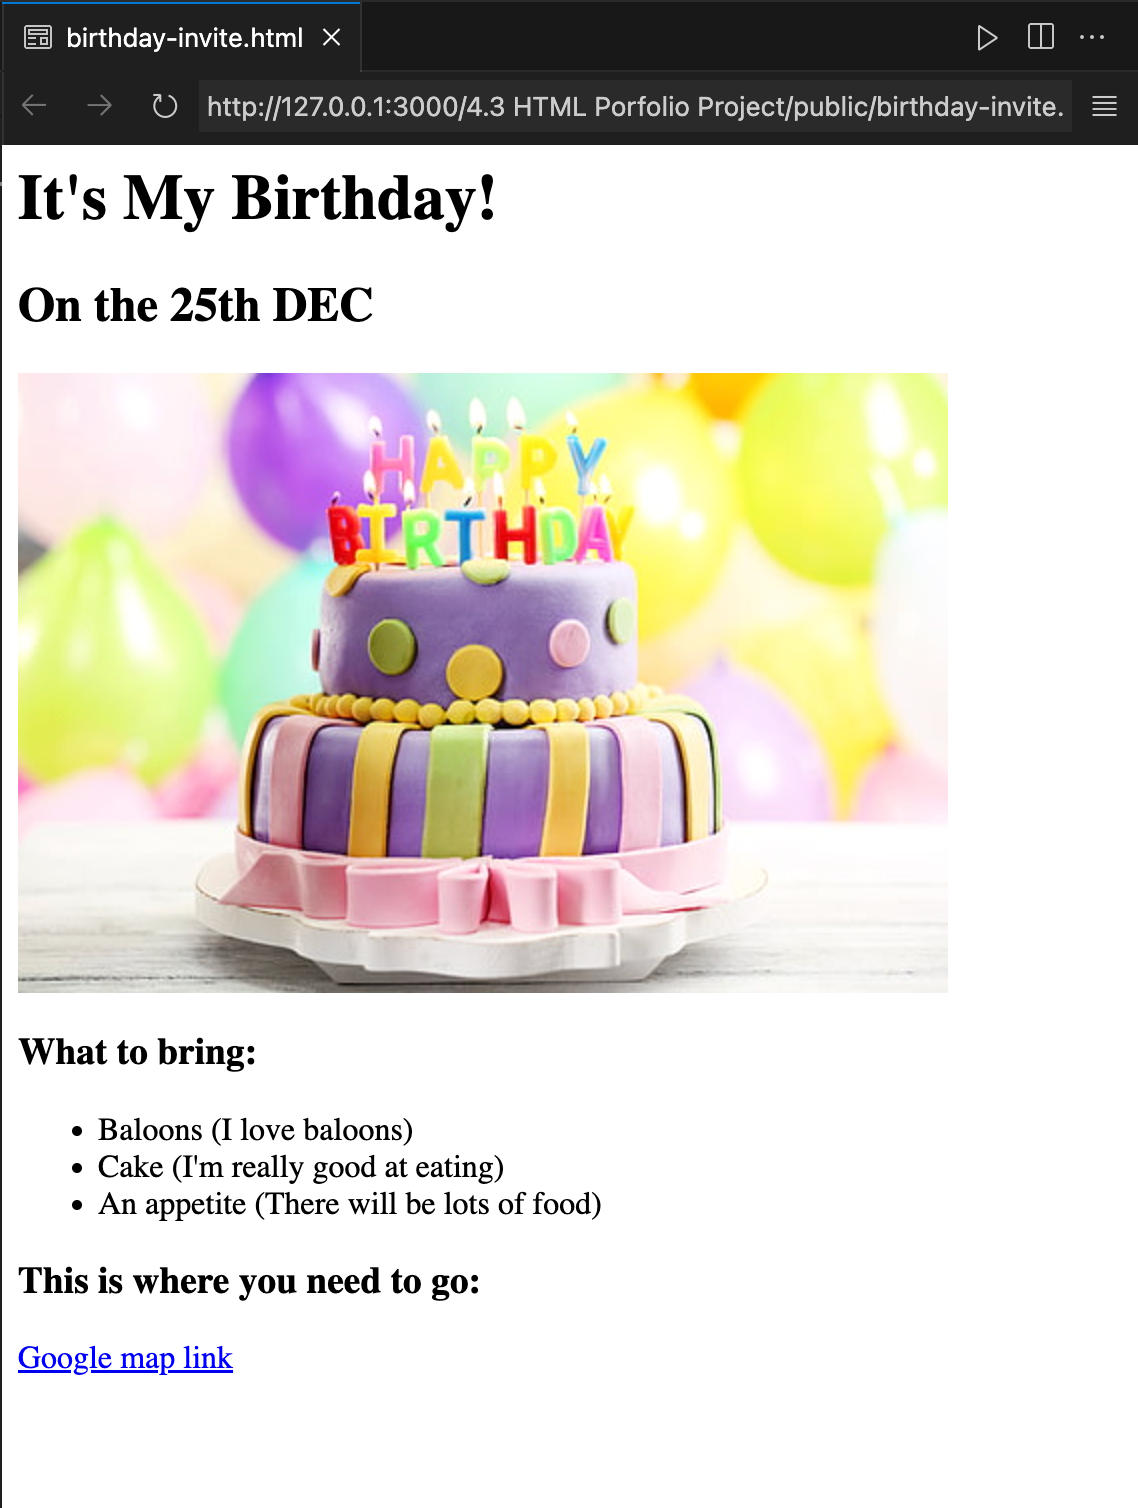 birthday-invite.html
http://127.0.0.1:3000/4.3 HTML Porfolio Project/public/birthday-invite.
It's My Birthday!
On the 25th DEC
HAPPY
BIRTHDAY
What to bring:
Baloons (I love baloons)
Cake (I'm really good at eating)
An appetite (There will be lots of food)
This is where you need to go:
Google map link